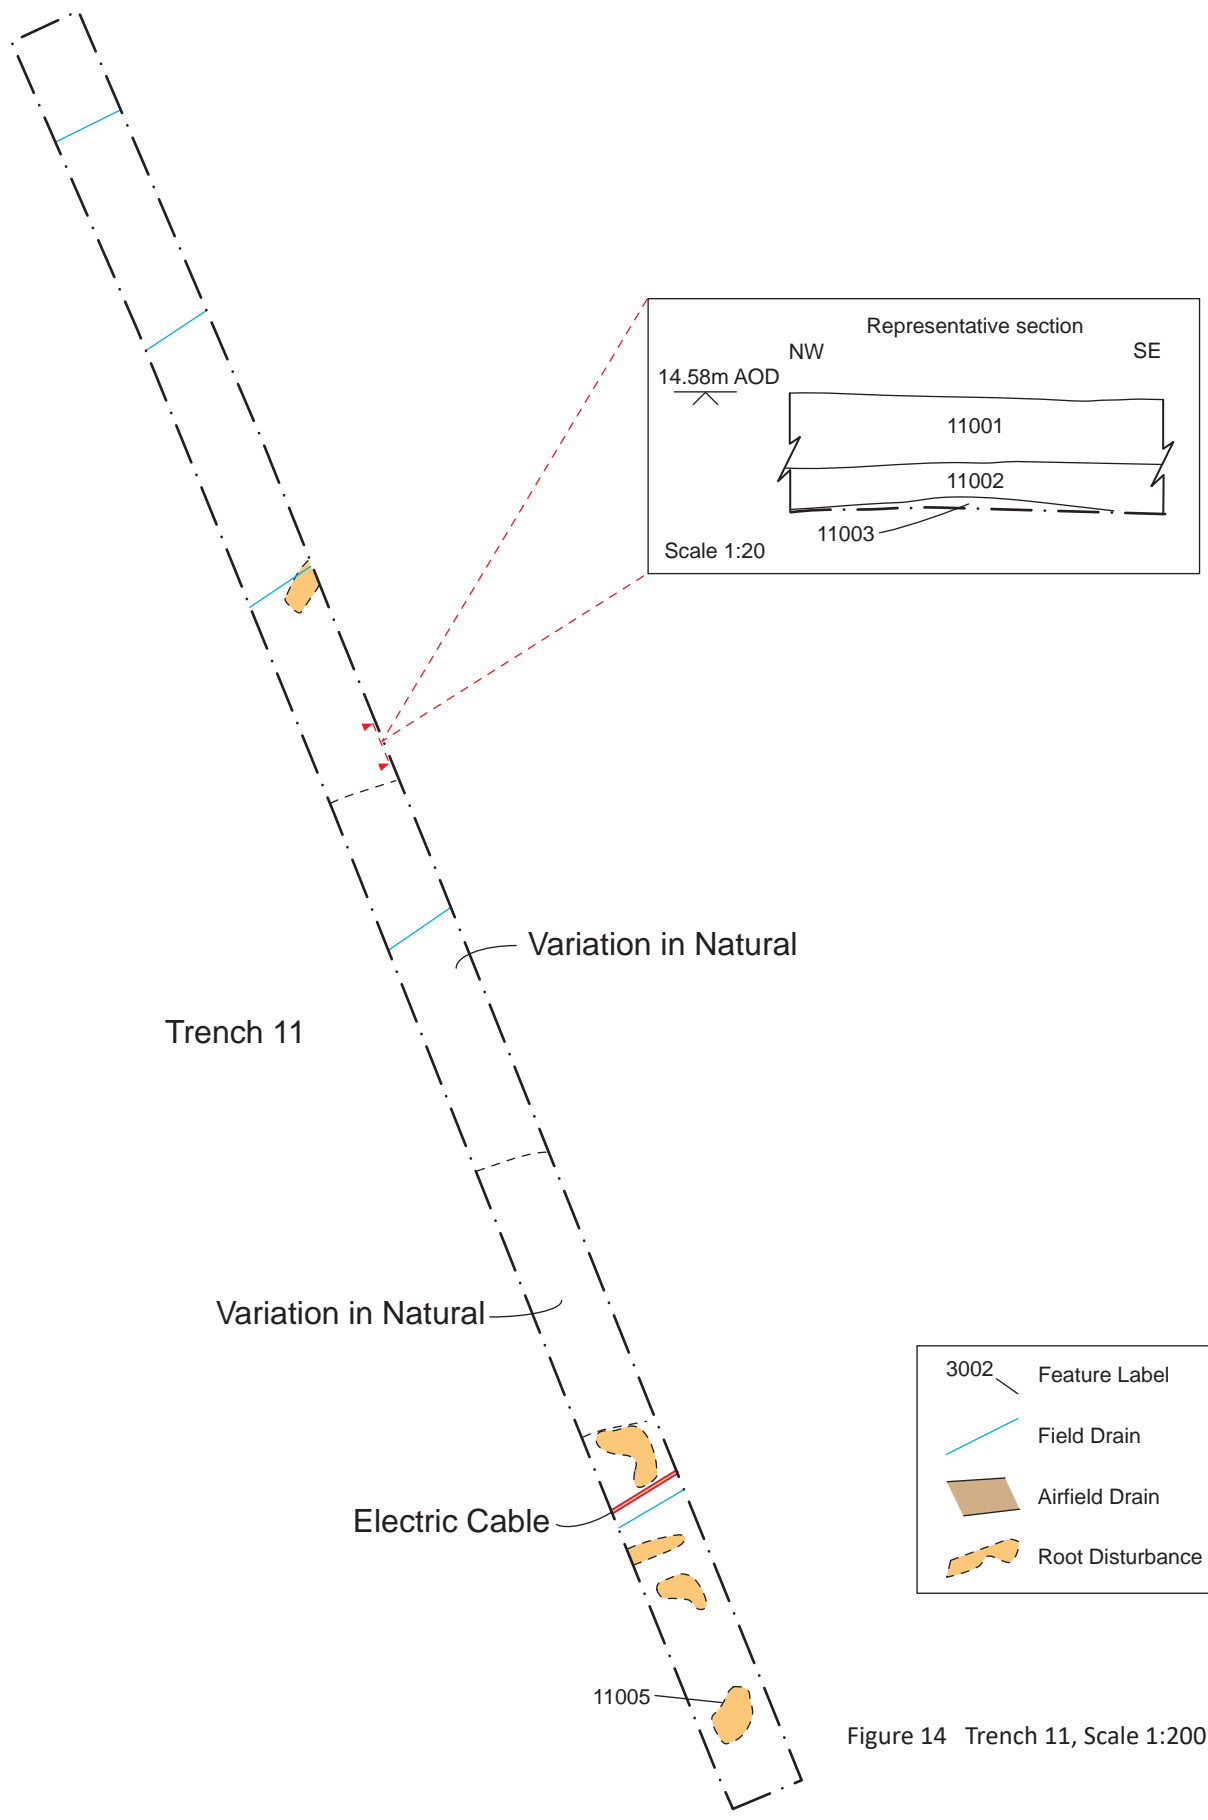 Representative section
NW
SE
14.58m AOD
11001
11002
11003
Scale 1:20
Variation in Natural
Trench 11
Variation in Natural
3002
Feature Label
Field Drain
Airfield Drain
Root Disturbance
Electric Cable
11005
Figure 14 Trench 11, Scale 1:200